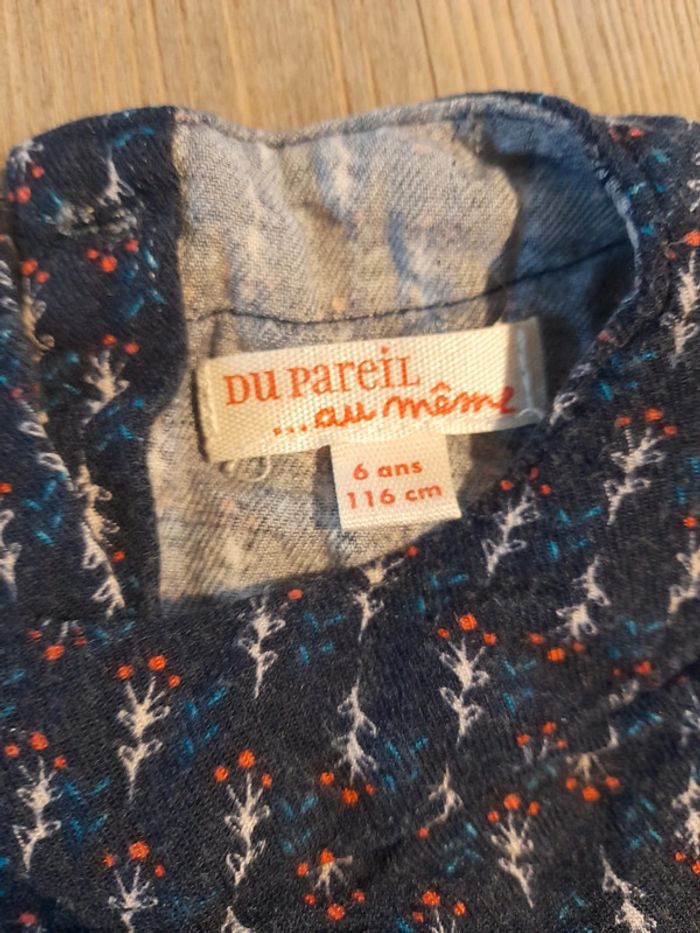 DU PAREIL
...au même
6 ans
116 cm